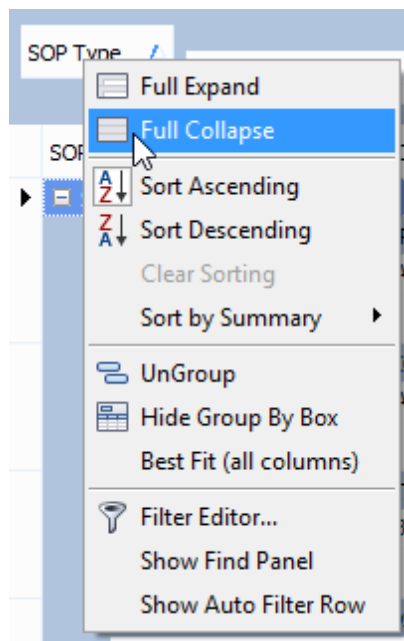 SOP Type
Full Expand
Full Collapse
SOP
Sort Ascending
Sort Descending
Clear Sorting
Sort by Summary
UnGroup
Hide Group By Box
Best Fit (all columns)
Filter Editor...
Show Find Panel
Show Auto Filter Row